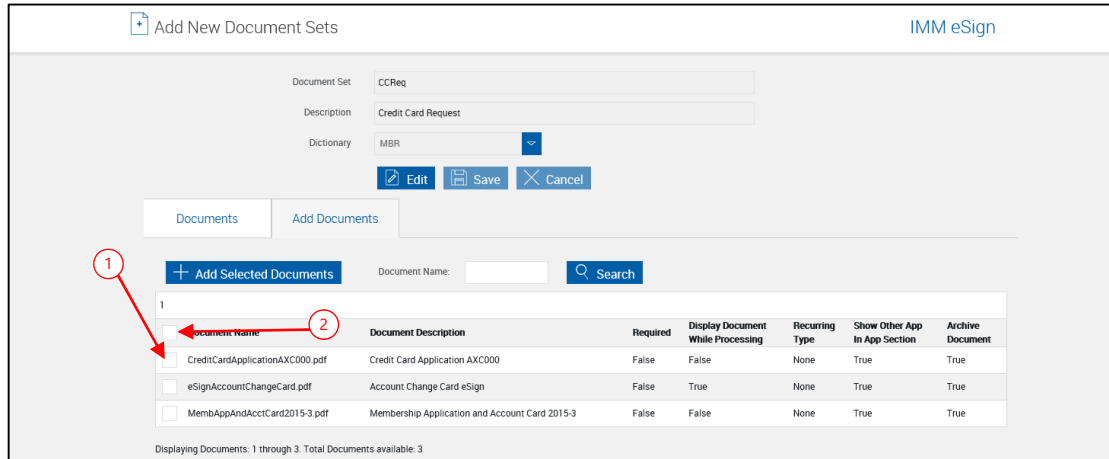 Add New Document Sets
IMM eSign
Document Set CCReq
Description Credit Card Request
Dictionary MBR
Edit Save Cancel
Documents Add Documents
1
Add Selected Documents Document Name: Search
1
2
Document Name Document Description Required Display Document While Processing Recurring Type Show Other App In App Section Archive Document
CreditCardApplicationAXC000.pdf Credit Card Application AXC000 False False None True True
eSignAccountChangeCard.pdf Account Change Card eSign False True None True True
MembAppAndAcctCard2015-3.pdf Membership Application and Account Card 2015-3 False False None True True
Displaying Documents: 1 through 3. Total Documents available: 3